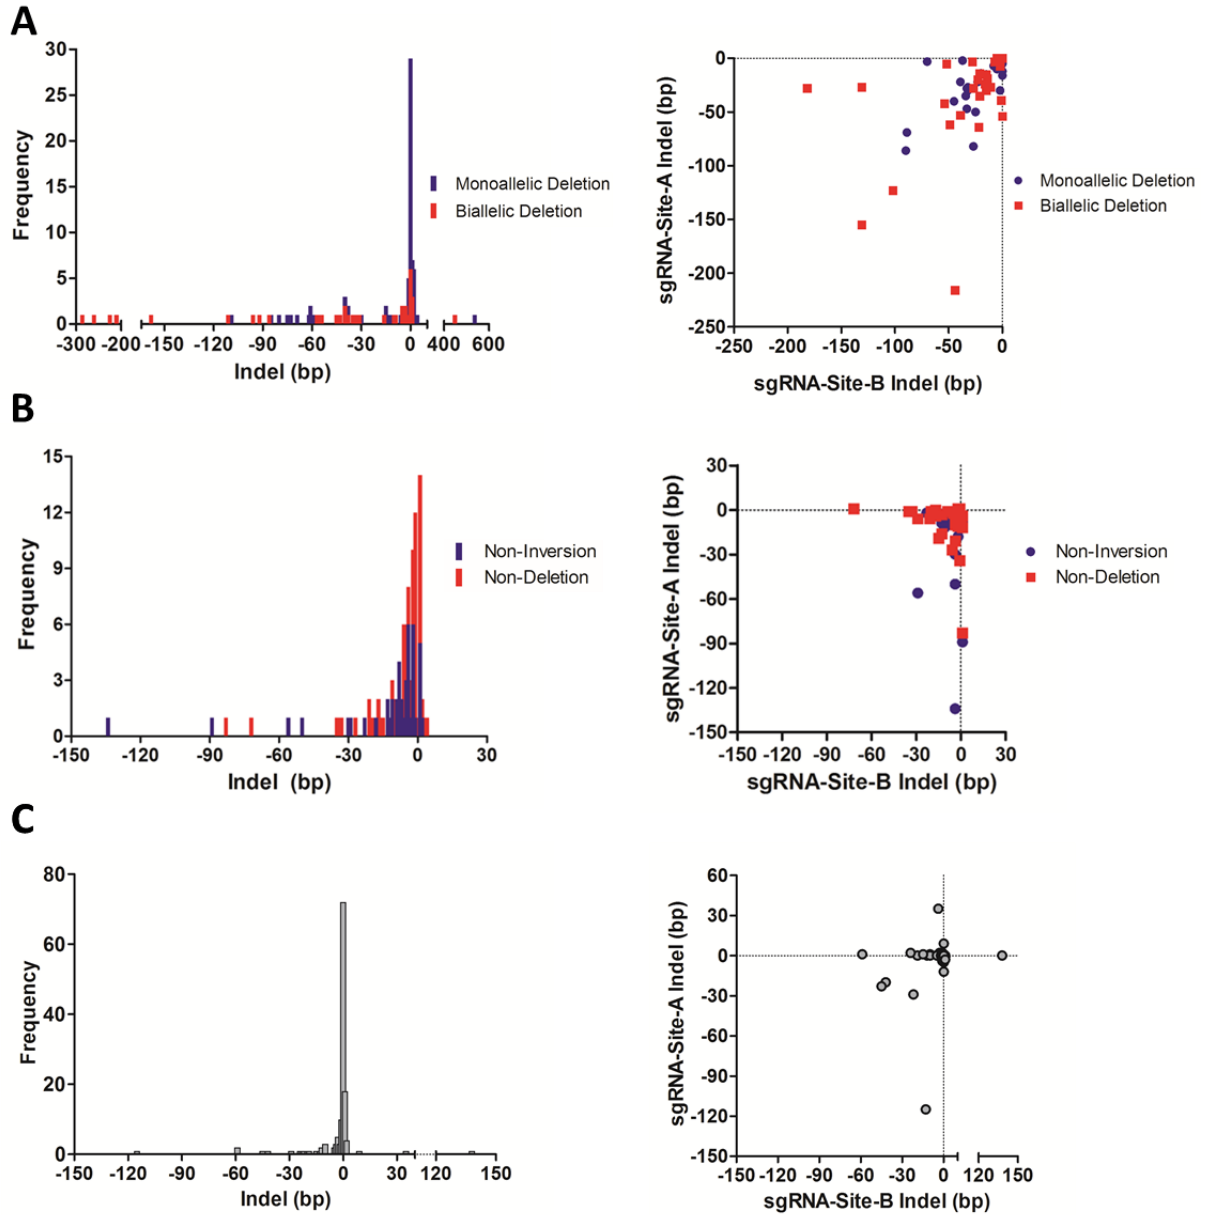 A
30
25
20
15
10
5
0
Frequency
-300 -200 -150 -120 -90 -60 -30 0 400 600
Indel (bp)
Monoallelic Deletion
Biallelic Deletion
0
-50
-100
-150
-200
-250
sgRNA-Site-A Indel (bp)
-250 -200 -150 -100 -50 0
sgRNA-Site-B Indel (bp)
Monoallelic Deletion
Biallelic Deletion
B
15
12
9
6
3
0
Frequency
-150 -120 -90 -60 -30 0 30
Indel (bp)
Non-Inversion
Non-Deletion
30
0
-30
-60
-90
-120
-150
sgRNA-Site-A Indel (bp)
-150 -120 -90 -60 -30 0 30
sgRNA-Site-B Indel (bp)
Non-Inversion
Non-Deletion
C
80
60
40
20
0
Frequency
-150 -120 -90 -60 -30 0 30 120 150
Indel (bp)
60
30
0
-30
-60
-90
-120
-150
sgRNA-Site-A Indel (bp)
-150 -120 -90 -60 -30 0 120 150
sgRNA-Site-B Indel (bp)